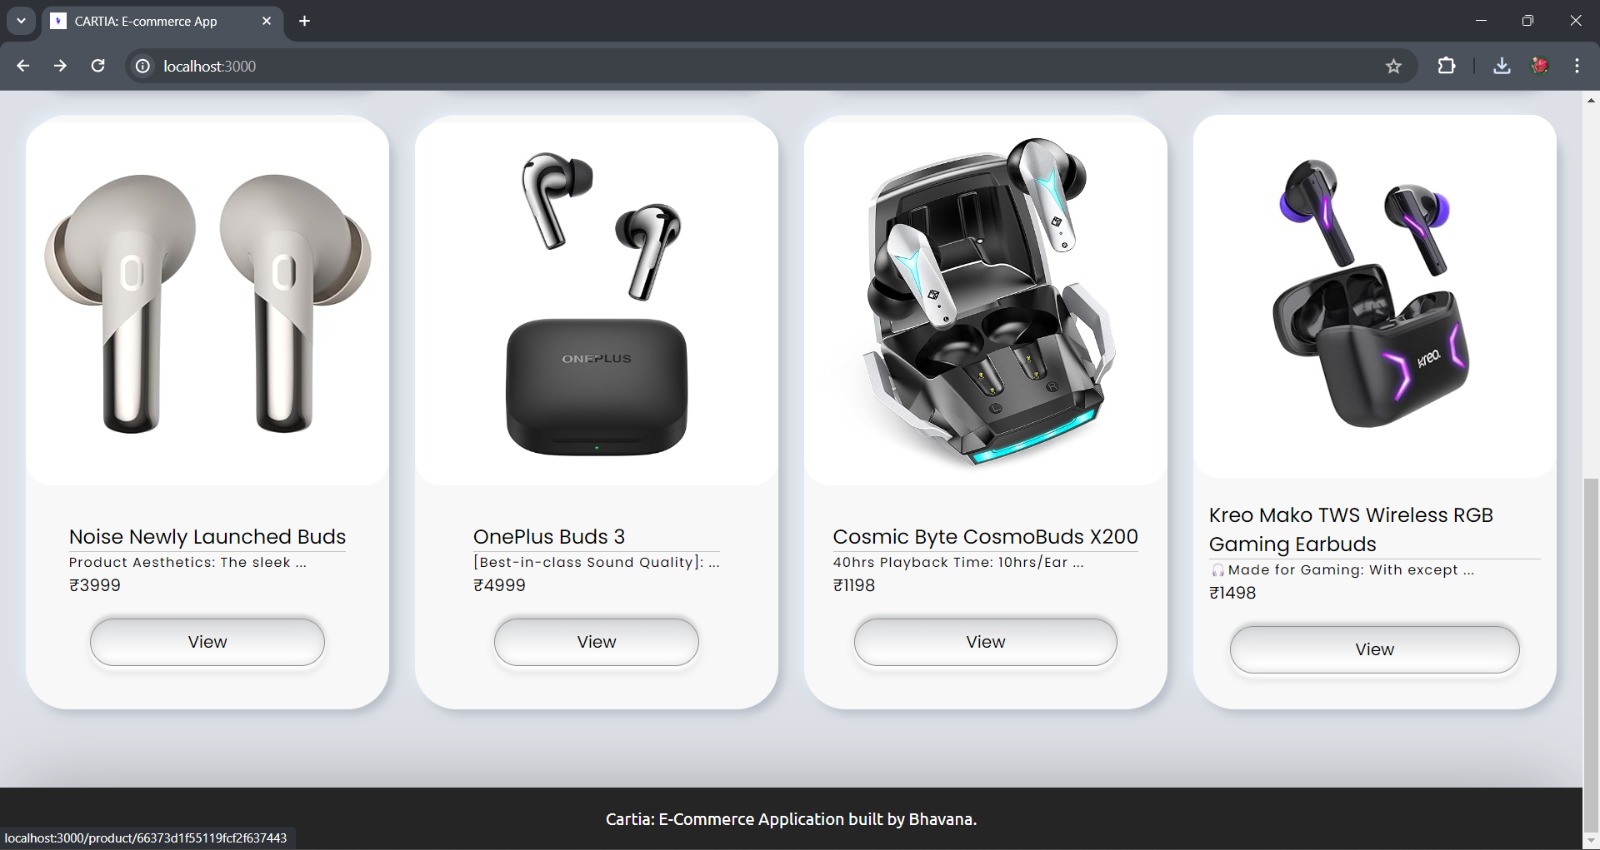 CARTIA: E-commerce App
localhost:3000
ONEPLUS
kreo.
L
R
Noise Newly Launched Buds
Product Aesthetics: The sleek ...
₹3999
View
OnePlus Buds 3
[Best-in-class Sound Quality]: ...
₹4999
View
Cosmic Byte CosmoBuds X200
40hrs Playback Time: 10hrs/Ear ...
₹1198
View
Kreo Mako TWS Wireless RGB
Gaming Earbuds
🎧Made for Gaming: With except ...
₹1498
View
Cartia: E-Commerce Application built by Bhavana.
localhost:3000/product/66373d1f55119fcf2f637443